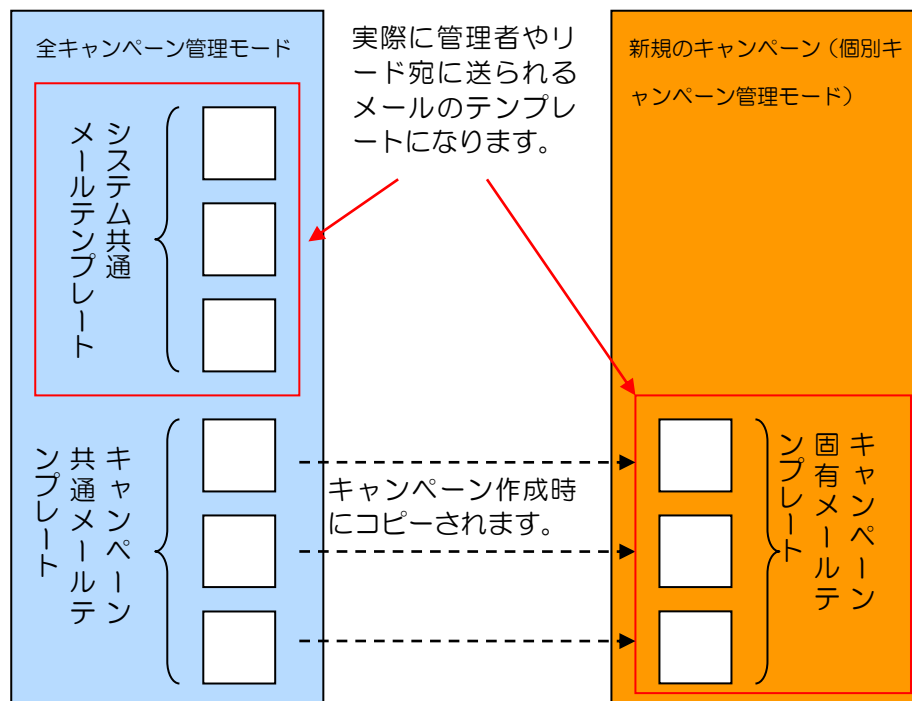 全キャンペーン管理モード
システム共通
メールテンプレート
キャンペーン
共通メールテ
ンプレート
実際に管理者やリ
ード宛に送られる
メールのテンプレ
ートになります。
キャンペーン作成時
にコピーされます。
新規のキャンペーン（個別キ
ャンペーン管理モード）
キャンペーン
固有メールテ
ンプレート